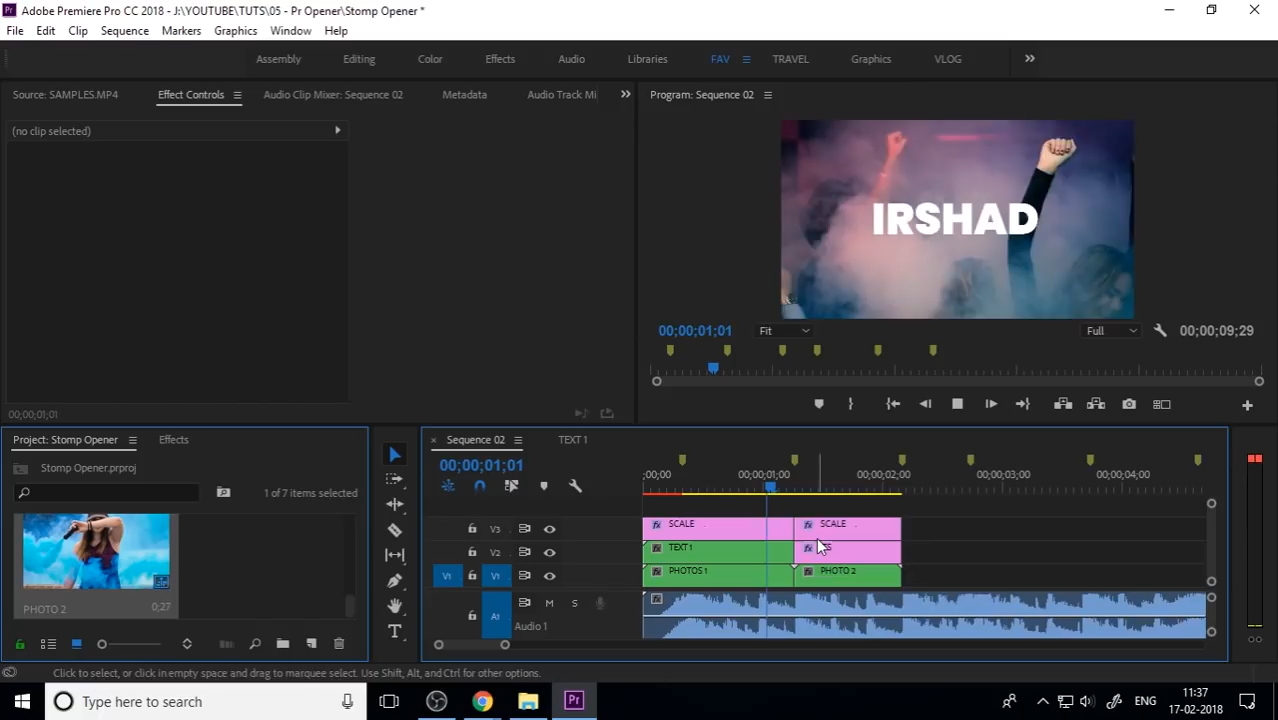 Adobe Premiere Pro CC 2018 - J:\YOUTUBE\TUTS\05 - Pr Opener\Stomp Opener *
File Edit Clip Sequence Markers Graphics Window Help
Assembly Editing Color Effects Audio Libraries FAV TRAVEL Graphics VLOG
Source: SAMPLES.MP4 Effect Controls Audio Clip Mixer: Sequence 02 Metadata Audio Track Mi
Program: Sequence 02
(no clip selected)
IRSHAD
00;00;01;01 Fit Full 00;00;09;29
00;00;01;01
Project: Stomp Opener Effects
Stomp Opener.prproj
1 of 7 items selected
PHOTO 2 0;27
Sequence 02 TEXT 1
00;00;01;01
;00;00 00;00;01;00 00;00;02;00 00;00;03;00 00;00;04;00
V3 SCALE SCALE
V2 TEXT 1
V1 V1 PHOTOS 1 PHOTO 2
A1 M S
Audio 1
Click to select, or click in empty space and drag to marquee select. Use Shift, Alt, and Ctrl for other options.
Type here to search
Pr
ENG
11:37
17-02-2018